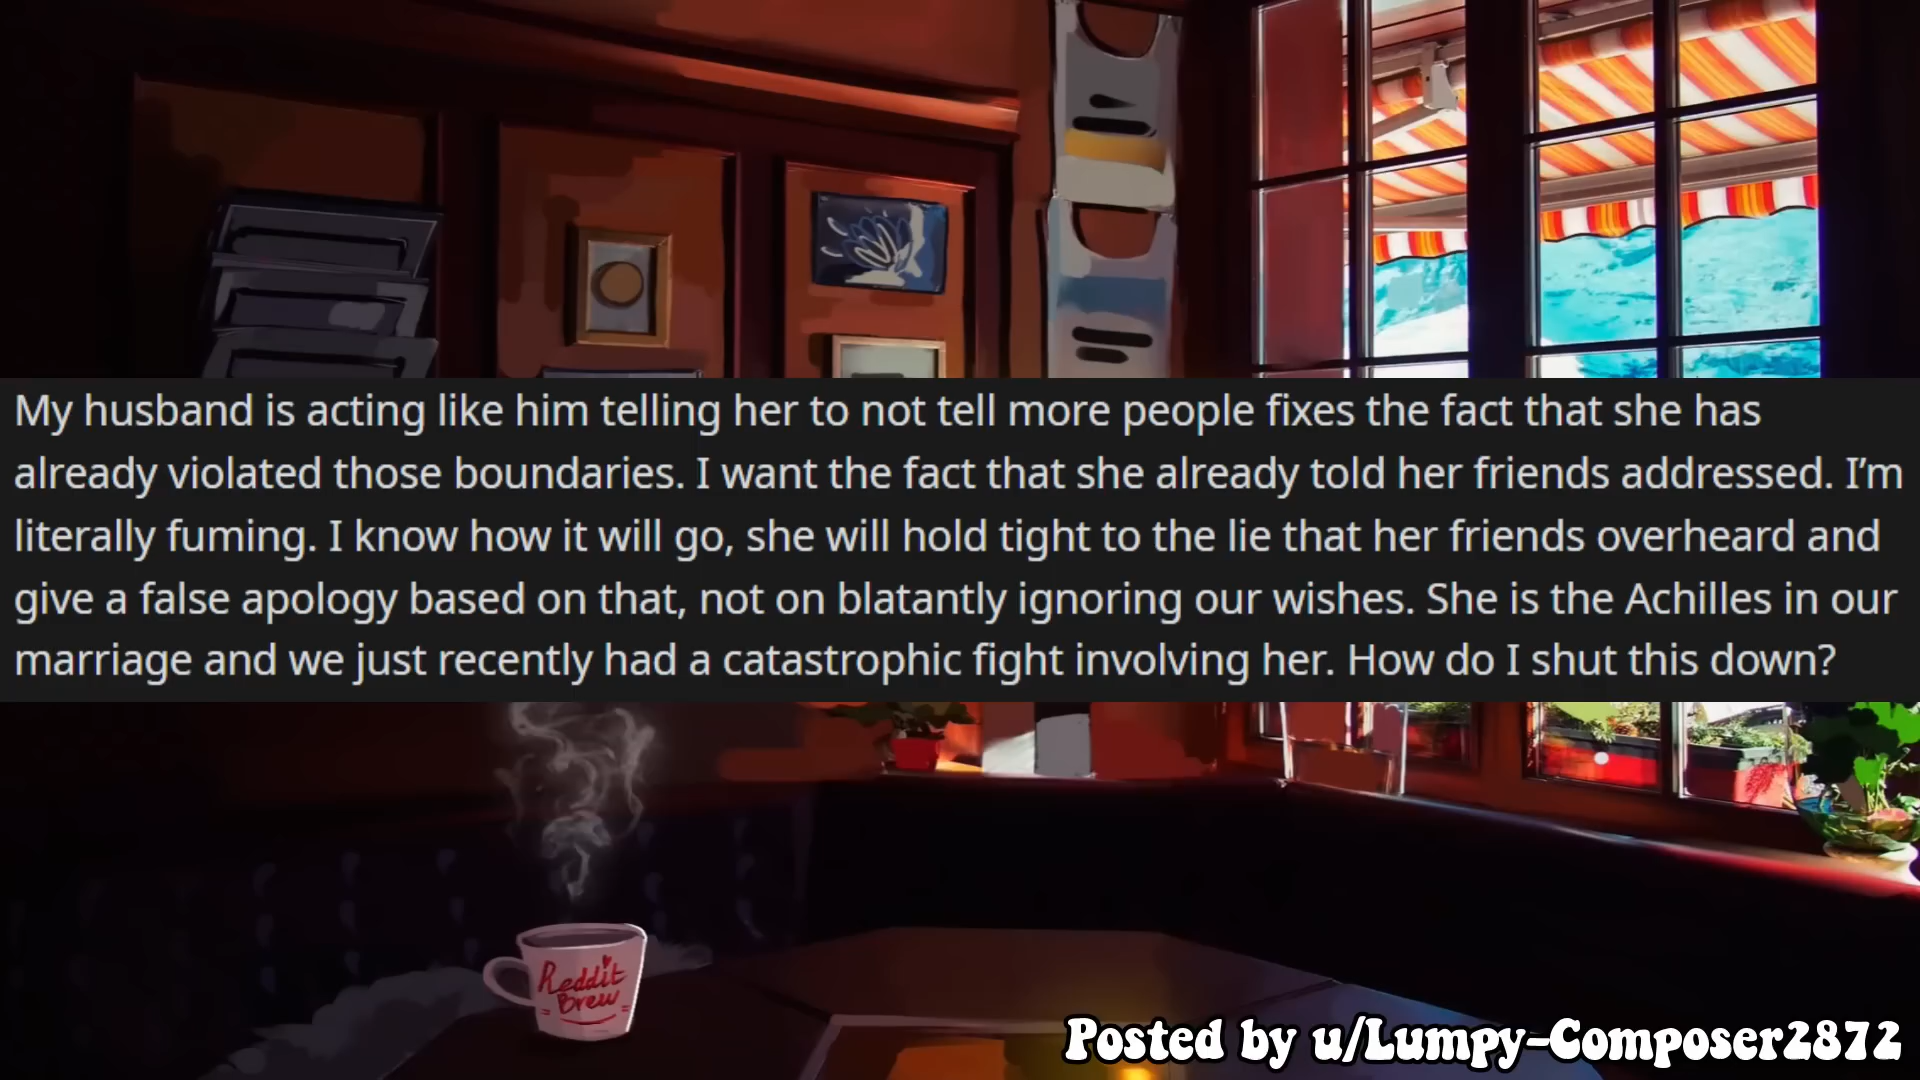 My husband is acting like him telling her to not tell more people fixes the fact that she has
already violated those boundaries. I want the fact that she already told her friends addressed. I’m
literally fuming. I know how it will go, she will hold tight to the lie that her friends overheard and
give a false apology based on that, not on blatantly ignoring our wishes. She is the Achilles in our
marriage and we just recently had a catastrophic fight involving her. How do I shut this down?
Reddit
Brew
Posted by u/Lumpy-Composer2872